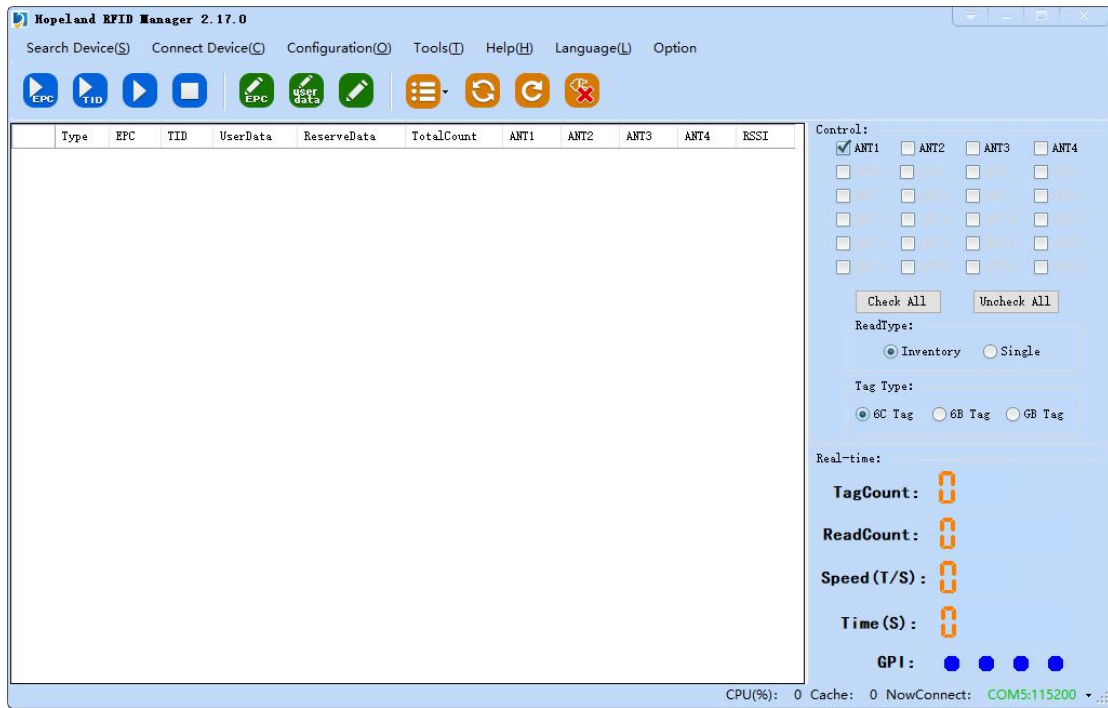 Hopeland RFID Manager 2.17.0
Search Device(S) Connect Device(C) Configuration(O) Tools(T) Help(H) Language(L) Option
EPC TID EPC user data
Type EPC TID UserData ReserveData TotalCount ANT1 ANT2 ANT3 ANT4 RSSI
Control:
ANT1 ANT2 ANT3 ANT4
Check All Uncheck All
ReadType:
Inventory Single
Tag Type:
6C Tag 6B Tag GB Tag
Real-time:
TagCount: 0
ReadCount: 0
Speed(T/S): 0
Time(S): 0
GPI:
CPU(%): 0 Cache: 0 NowConnect: COM5:115200